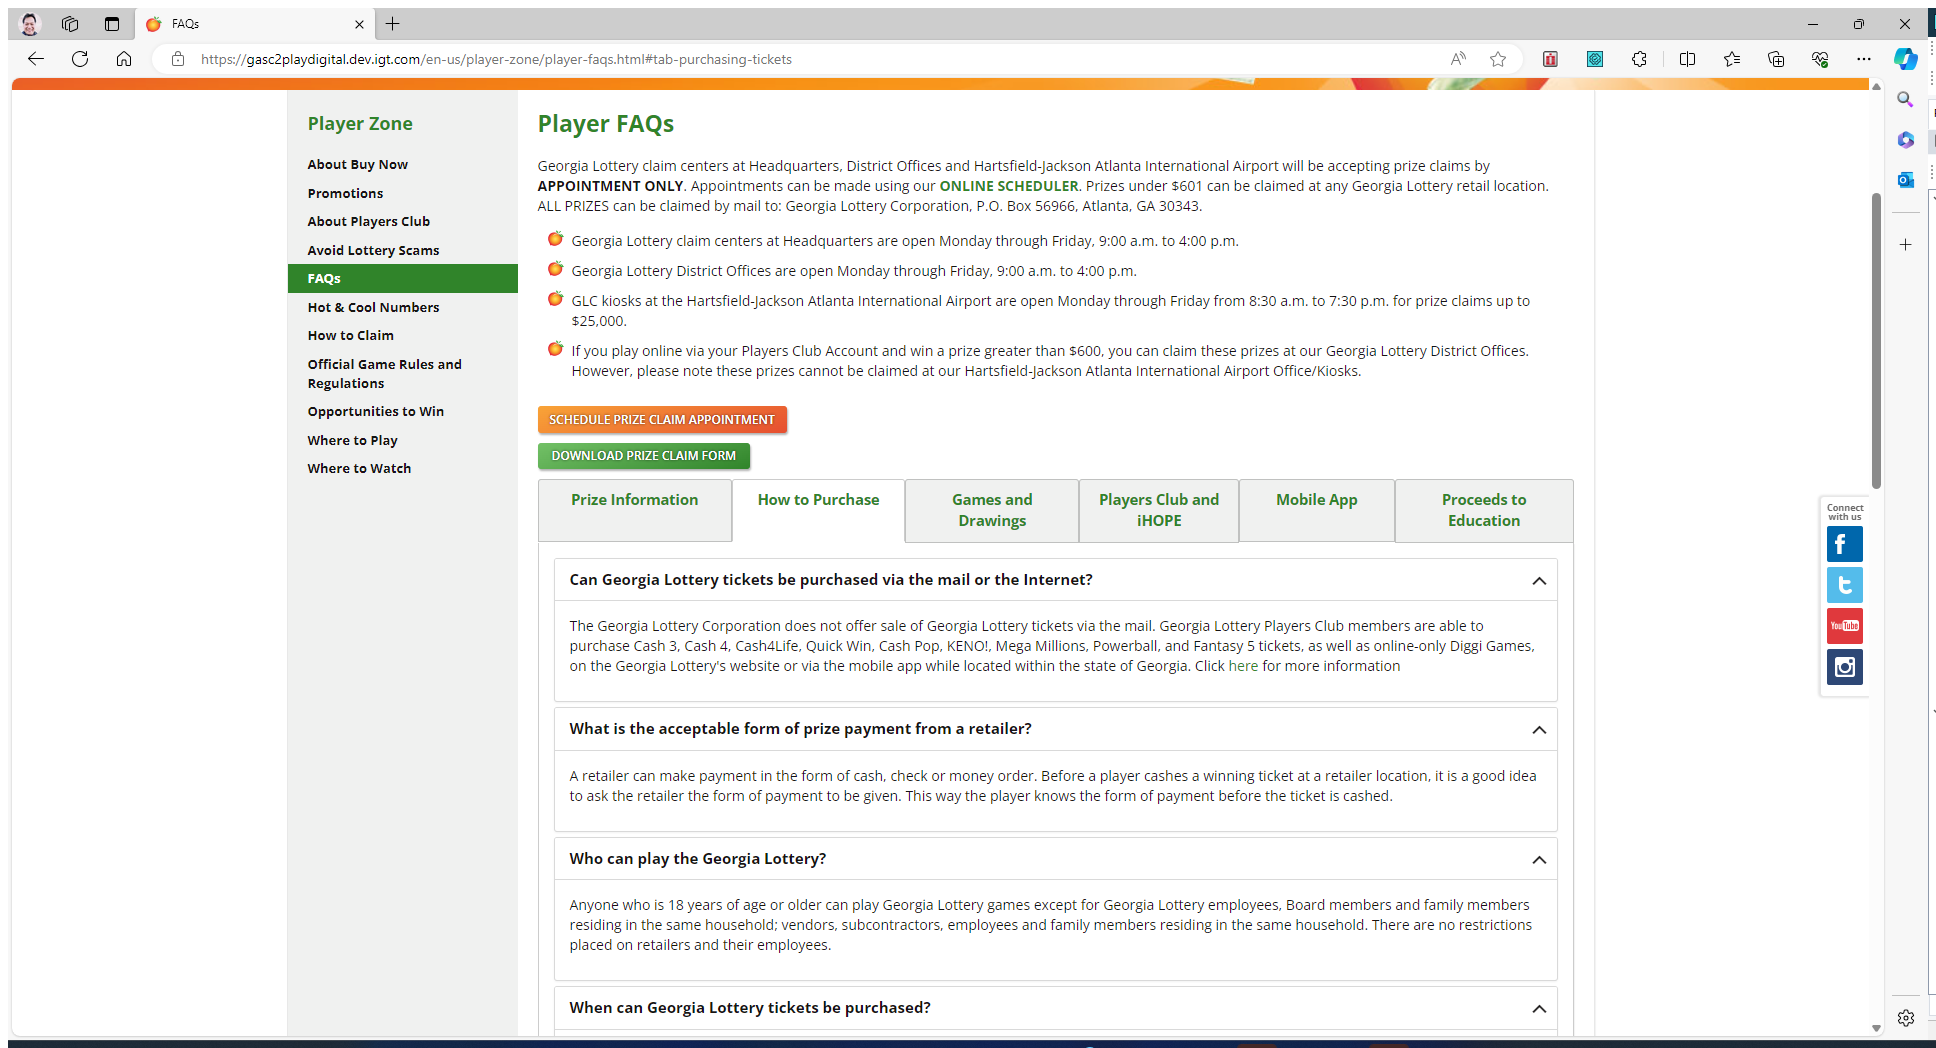 FAQs
https://gasc2playdigital.dev.igt.com/en-us/player-zone/player-faqs.html#tab-purchasing-tickets
Player Zone
About Buy Now
Promotions
About Players Club
Avoid Lottery Scams
FAQs
Hot & Cool Numbers
How to Claim
Official Game Rules and
Regulations
Opportunities to Win
Where to Play
Where to Watch
Player FAQs
Georgia Lottery claim centers at Headquarters, District Offices and Hartsfield-Jackson Atlanta International Airport will be accepting prize claims by
APPOINTMENT ONLY. Appointments can be made using our ONLINE SCHEDULER. Prizes under $601 can be claimed at any Georgia Lottery retail location.
ALL PRIZES can be claimed by mail to: Georgia Lottery Corporation, P.O. Box 56966, Atlanta, GA 30343.
Georgia Lottery claim centers at Headquarters are open Monday through Friday, 9:00 a.m. to 4:00 p.m.
Georgia Lottery District Offices are open Monday through Friday, 9:00 a.m. to 4:00 p.m.
GLC kiosks at the Hartsfield-Jackson Atlanta International Airport are open Monday through Friday from 8:30 a.m. to 7:30 p.m. for prize claims up to
$25,000.
If you play online via your Players Club Account and win a prize greater than $600, you can claim these prizes at our Georgia Lottery District Offices.
However, please note these prizes cannot be claimed at our Hartsfield-Jackson Atlanta International Airport Office/Kiosks.
SCHEDULE PRIZE CLAIM APPOINTMENT
DOWNLOAD PRIZE CLAIM FORM
Prize Information
How to Purchase
Games and
Drawings
Players Club and
iHOPE
Mobile App
Proceeds to
Education
Can Georgia Lottery tickets be purchased via the mail or the Internet?
The Georgia Lottery Corporation does not offer sale of Georgia Lottery tickets via the mail. Georgia Lottery Players Club members are able to
purchase Cash 3, Cash 4, Cash4Life, Quick Win, Cash Pop, KENO!, Mega Millions, Powerball, and Fantasy 5 tickets, as well as online-only Diggi Games,
on the Georgia Lottery's website or via the mobile app while located within the state of Georgia. Click here for more information
What is the acceptable form of prize payment from a retailer?
A retailer can make payment in the form of cash, check or money order. Before a player cashes a winning ticket at a retailer location, it is a good idea
to ask the retailer the form of payment to be given. This way the player knows the form of payment before the ticket is cashed.
Who can play the Georgia Lottery?
Anyone who is 18 years of age or older can play Georgia Lottery games except for Georgia Lottery employees, Board members and family members
residing in the same household; vendors, subcontractors, employees and family members residing in the same household. There are no restrictions
placed on retailers and their employees.
When can Georgia Lottery tickets be purchased?
Connect
with us
You Tube